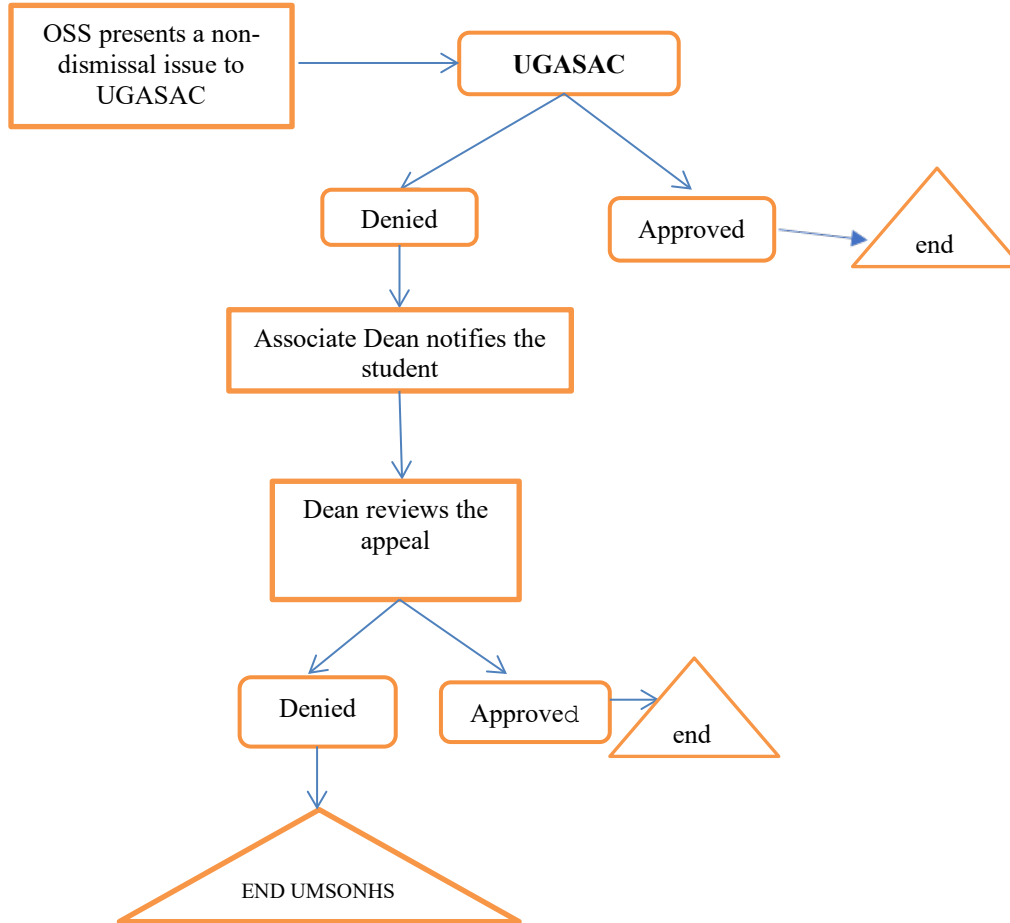 OSS presents a non-
dismissal issue to
UGASAC
UGASAC
Denied
Approved
end
Associate Dean notifies the
student
Dean reviews the
appeal
Denied
Approved
end
END UMSONHS